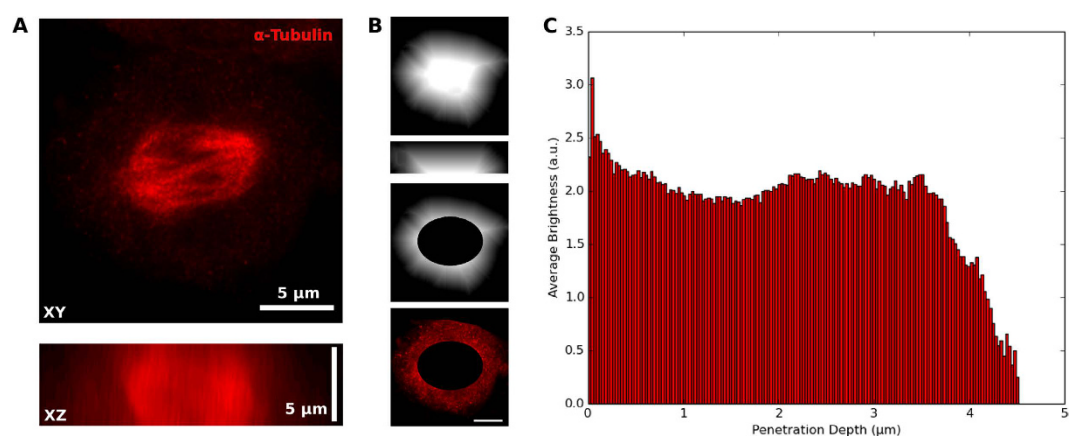 A
α-Tubulin
5 μm
XY
5 μm
XZ
B
C
Average Brightness (a.u.)
3.5
3.0
2.5
2.0
1.5
1.0
0.5
0.0
0 1 2 3 4 5
Penetration Depth (μm)